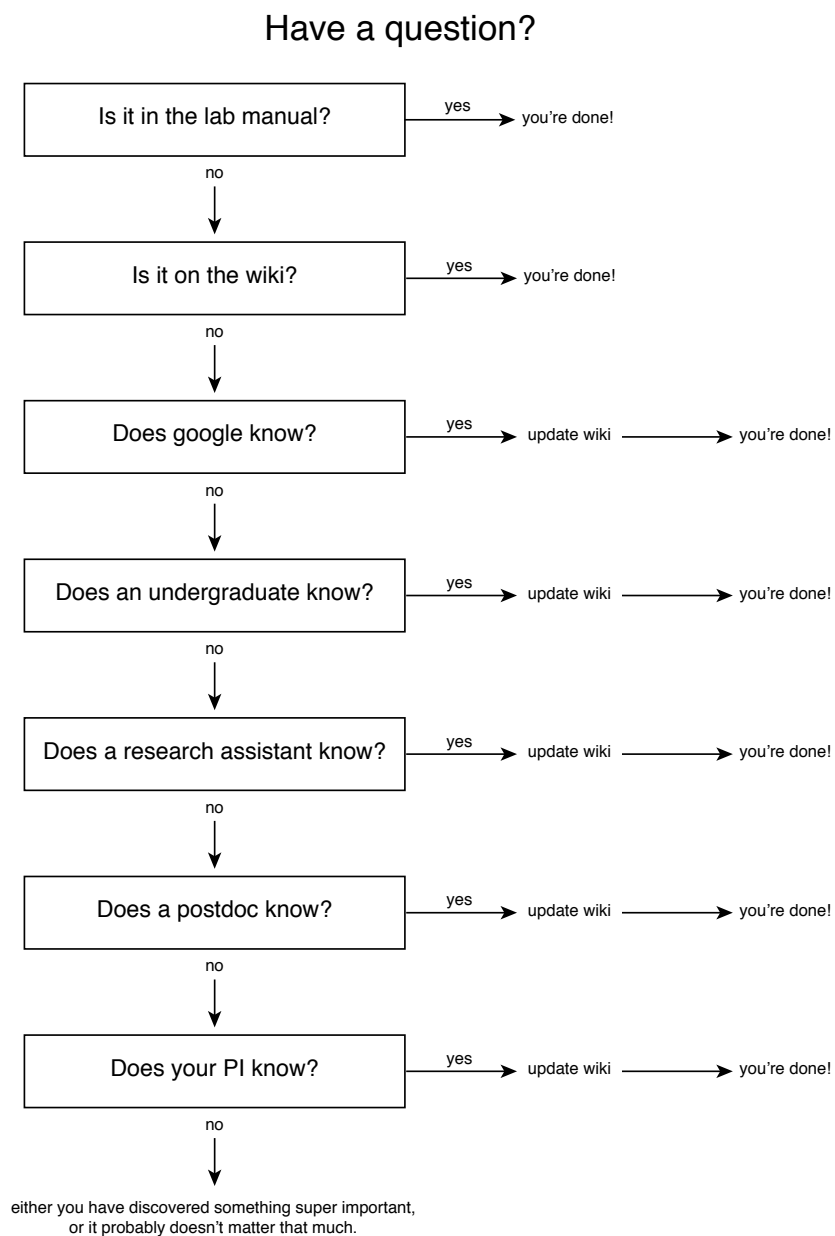 Have a question?
Is it in the lab manual?
yes
you're done!
no
Is it on the wiki?
yes
you're done!
no
Does google know?
yes
update wiki
you're done!
no
Does an undergraduate know?
yes
update wiki
you're done!
no
Does a research assistant know?
yes
update wiki
you're done!
no
Does a postdoc know?
yes
update wiki
you're done!
no
Does your PI know?
yes
update wiki
you're done!
no
either you have discovered something super important,
or it probably doesn't matter that much.